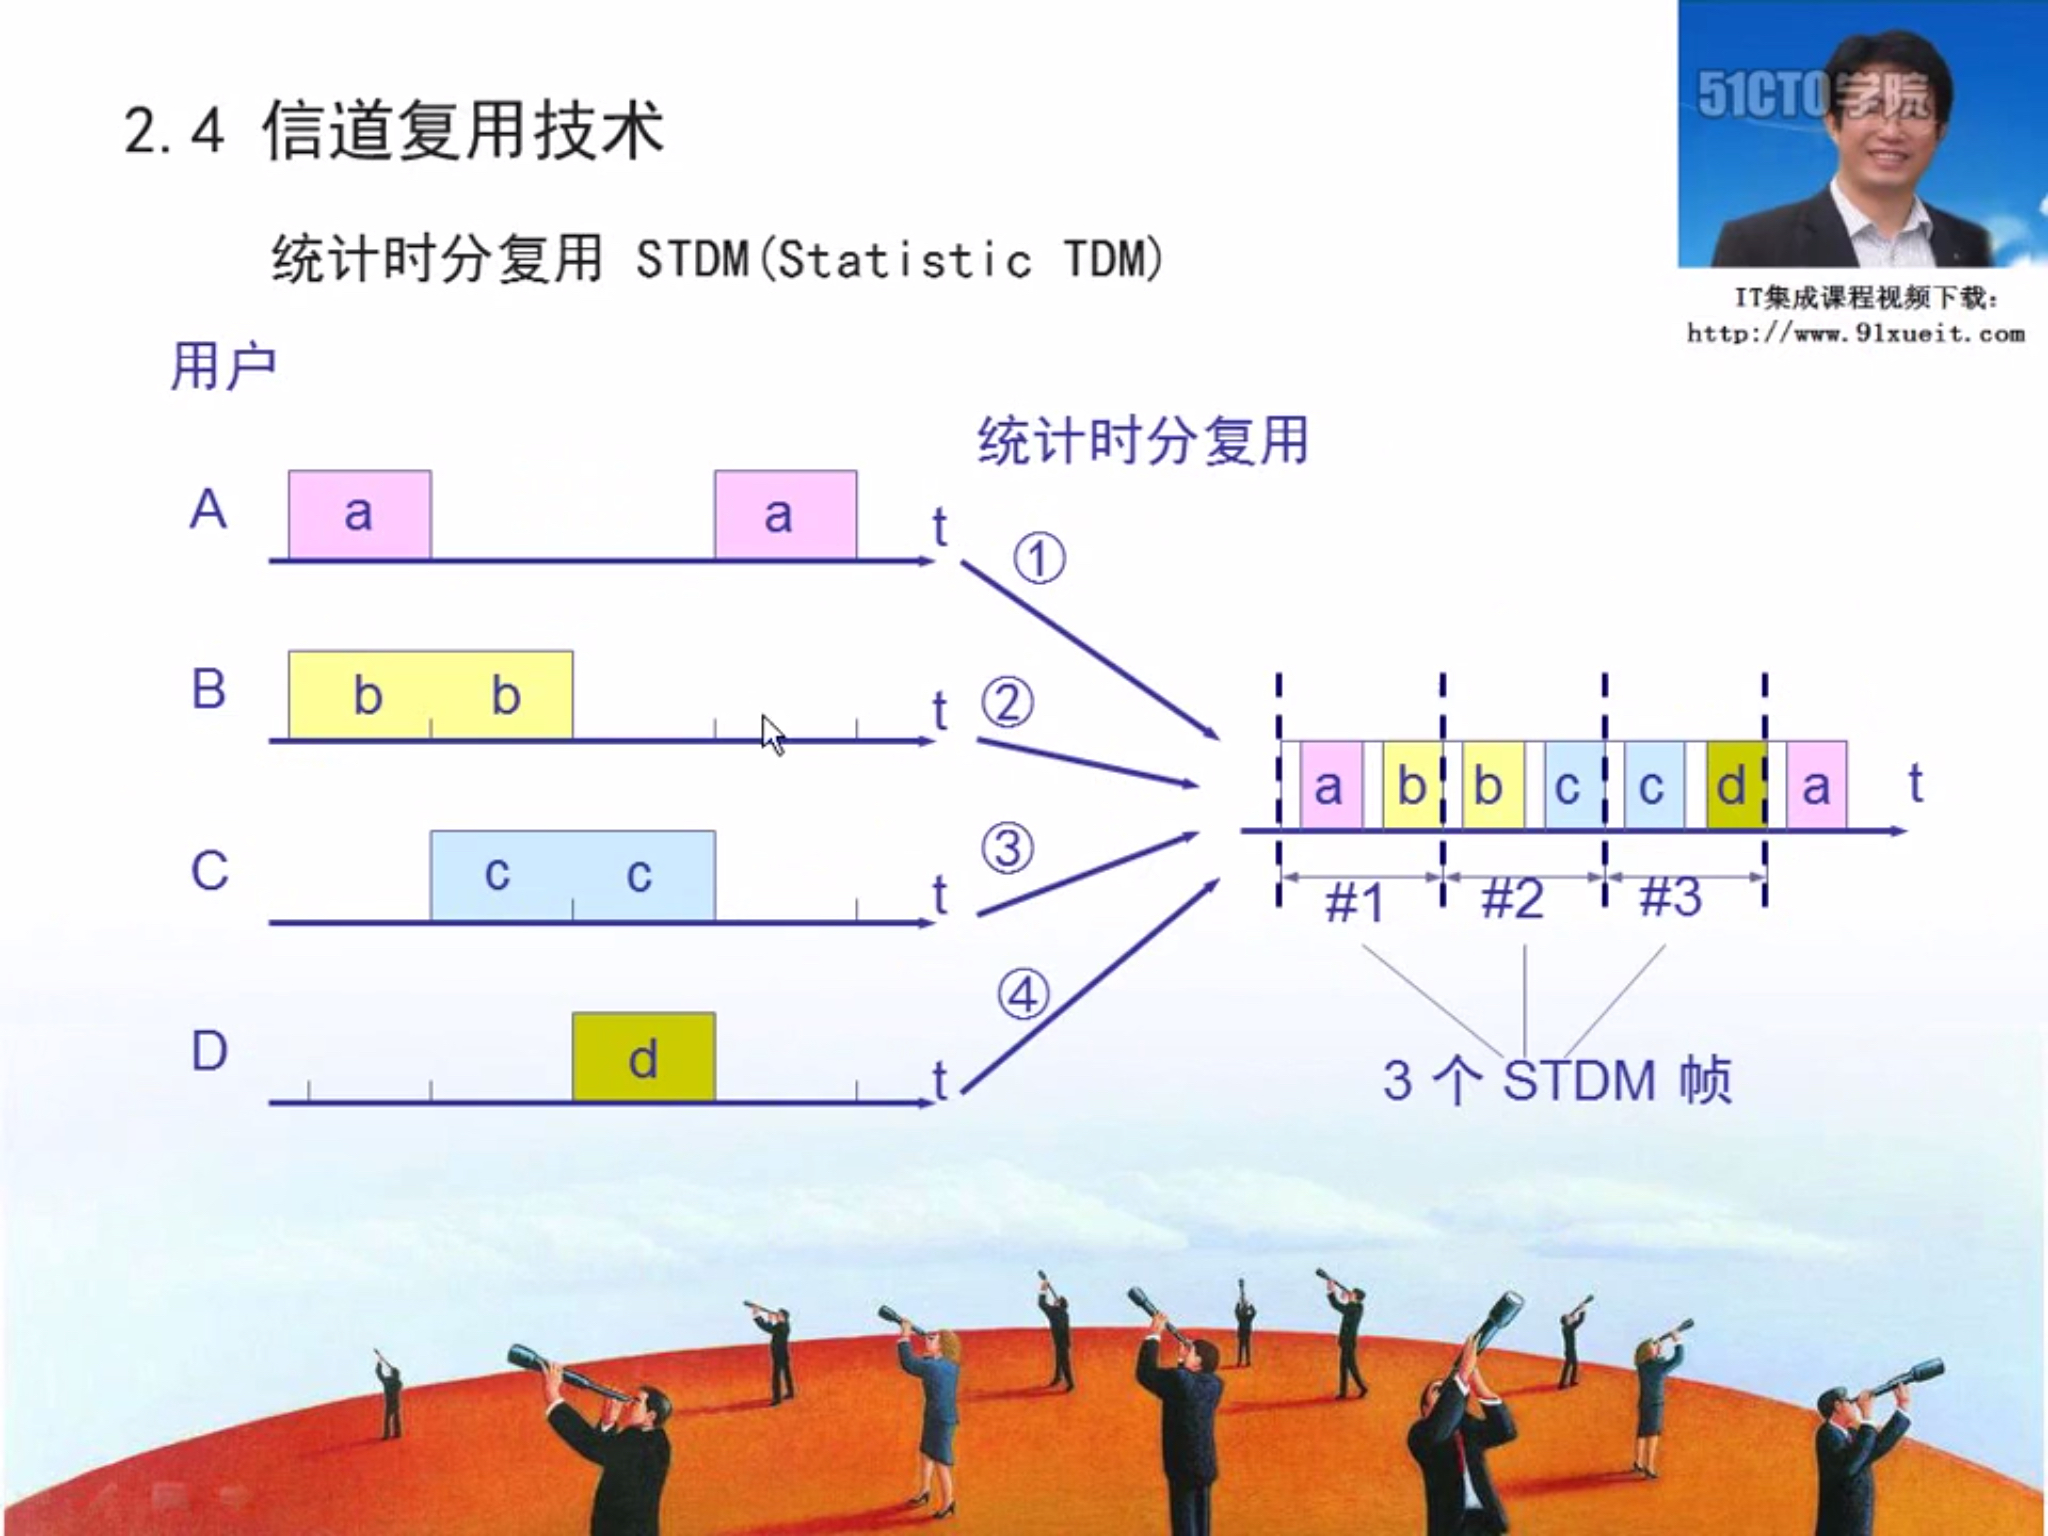 51CTO学院
2.4 信道复用技术
统计时分复用 STDM(Statistic TDM)
IT集成课程视频下载:
http://www.91xueit.com
用户
统计时分复用
A a a t
①
B b b t
②
a b b c c d a t
C c c t
③
#1 #2 #3
D d t
④
3 个 STDM 帧